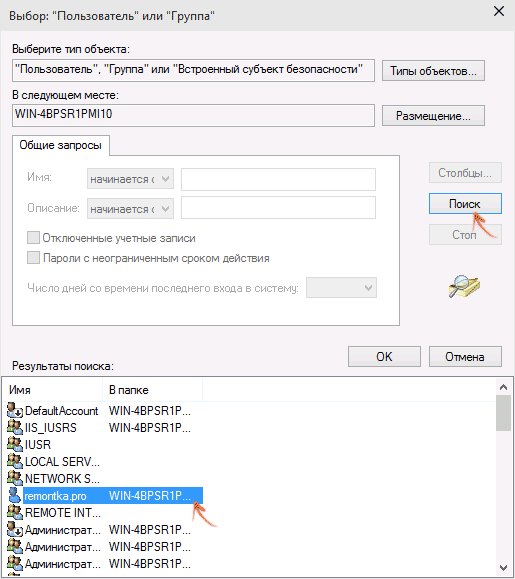 Выбор: "Пользователь" или "Группа"
Выберите тип объекта:
"Пользователь", "Группа" или "Встроенный субъект безопасности"
Типы объектов...
В следующем месте:
WIN-4BPSR1PMI10
Размещение...
Общие запросы
Имя:
начинается с
Столбцы...
Описание:
начинается с
Поиск
Отключенные учетные записи
Стоп
Пароли с неограниченным сроком действия
Число дней со времени последнего входа в систему:
OK
Отмена
Результаты поиска:
Имя В папке
DefaultAccount WIN-4BPSR1P...
IIS_IUSRS WIN-4BPSR1P...
IUSR
LOCAL SERV...
NETWORK S...
remontka.pro WIN-4BPSR1P...
REMOTE INT...
Администрат... WIN-4BPSR1P...
Администрат... WIN-4BPSR1P...
Администрат... WIN-4BPSR1P...